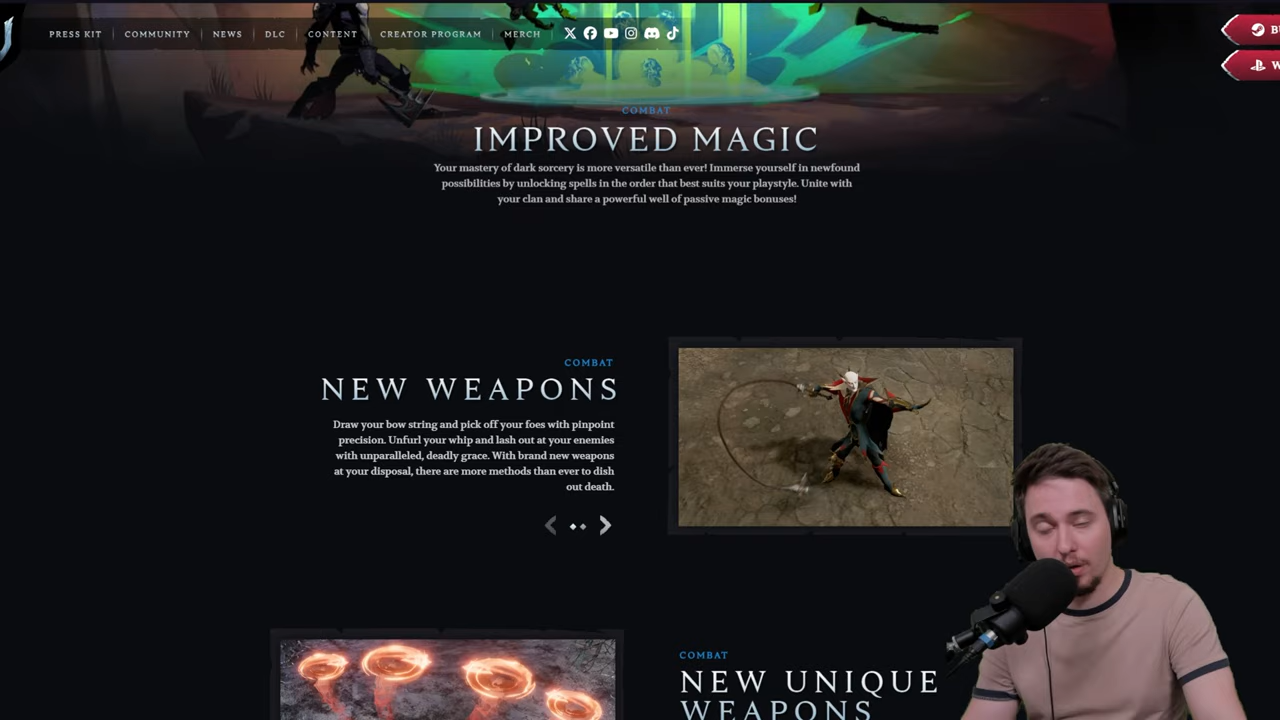 PRESS KIT
COMMUNITY
NEWS
DLC
CONTENT
CREATOR PROGRAM
MERCH
COMBAT
IMPROVED MAGIC
Your mastery of dark sorcery is more versatile than ever! Immerse yourself in newfound
possibilities by unlocking spells in the order that best suits your playstyle. Unite with
your clan and share a powerful well of passive magic bonuses!
COMBAT
NEW WEAPONS
Draw your bow string and pick off your foes with pinpoint
precision. Unfurl your whip and lash out at your enemies
with unparalleled, deadly grace. With brand new weapons
at your disposal, there are more methods than ever to dish
out death.
COMBAT
NEW UNIQUE
WEAPONS